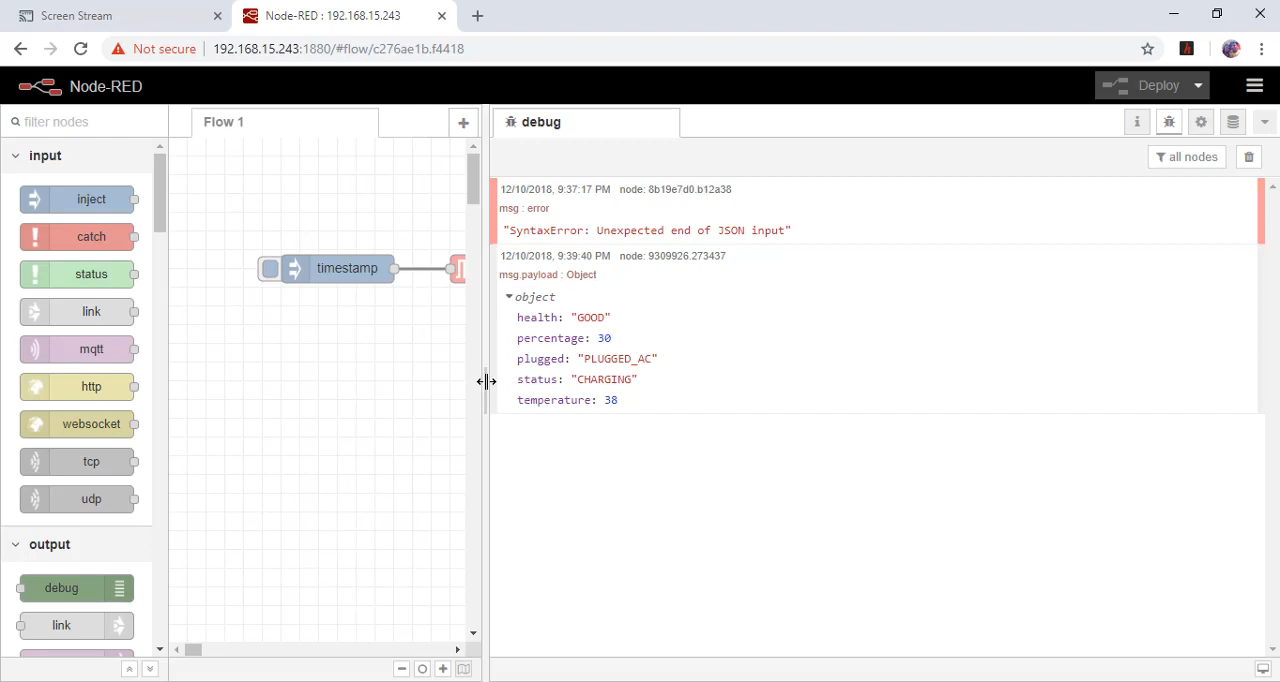 Screen Stream
Node-RED : 192.168.15.243
Not secure
192.168.15.243:1880/#flow/c276ae1b.f4418
Node-RED
Deploy
filter nodes
Flow 1
debug
input
all nodes
inject
catch
status
link
mqtt
http
websocket
tcp
udp
output
debug
link
timestamp
12/10/2018, 9:37:17 PM node: 8b19e7d0.b12a38
msg : error
"SyntaxError: Unexpected end of JSON input"
12/10/2018, 9:39:40 PM node: 9309926.273437
msg.payload : Object
object
health: "GOOD"
percentage: 30
plugged: "PLUGGED_AC"
status: "CHARGING"
temperature: 38